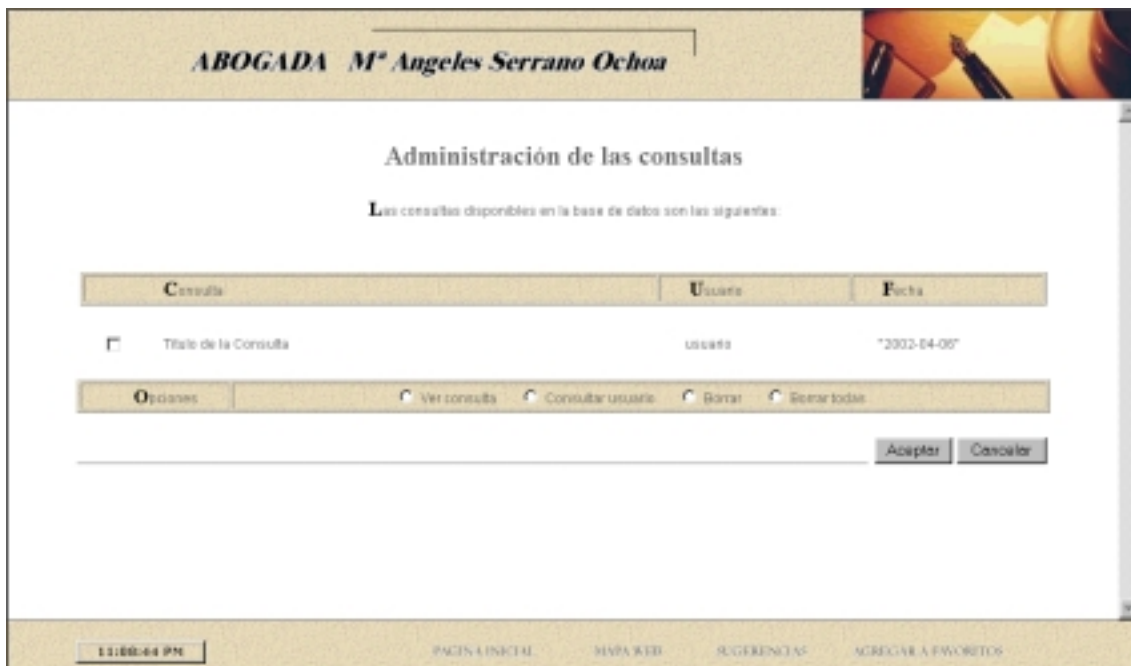 ABOGADA Mª Angeles Serrano Ochoa
Administración de las consultas
Las consultas disponibles en la base de datos son las siguientes:
Consulta Usuario Fecha
Titulo de la Consulta usuario "2002-04-06"
Opciones Ver consulta Consultar usuario Borrar Borrar todas
Aceptar Cancelar
11:08:44 PM PAGINA INICIAL MAPA WEB SUGERENCIAS AGREGAR A FAVORITOS